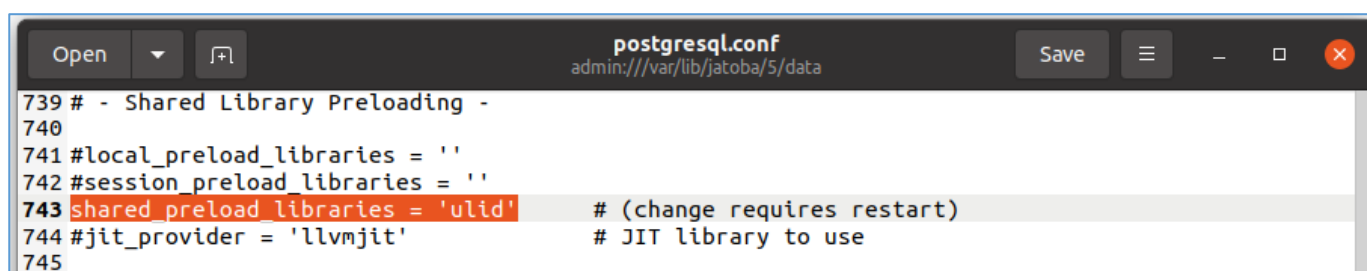 Open
postgresql.conf
admin:///var/lib/jatoba/5/data
Save
739 # - Shared Library Preloading -
740
741 #local_preload_libraries = ''
742 #session_preload_libraries = ''
743 shared_preload_libraries = 'ulid' # (change requires restart)
744 #jit_provider = 'llvmjit' # JIT library to use
745